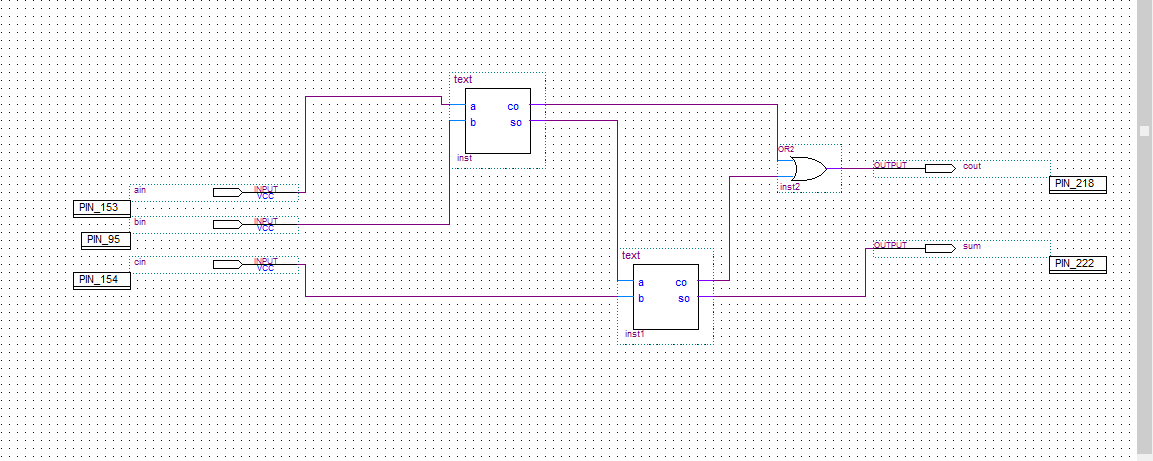 text
a co
b so
inst
OR2
inst2
OUTPUT cout
PIN_218
ain INPUT
VCC
PIN_153
bin INPUT
VCC
PIN_95
OUTPUT sum
PIN_222
cin INPUT
VCC
PIN_154
text
a co
b so
inst1